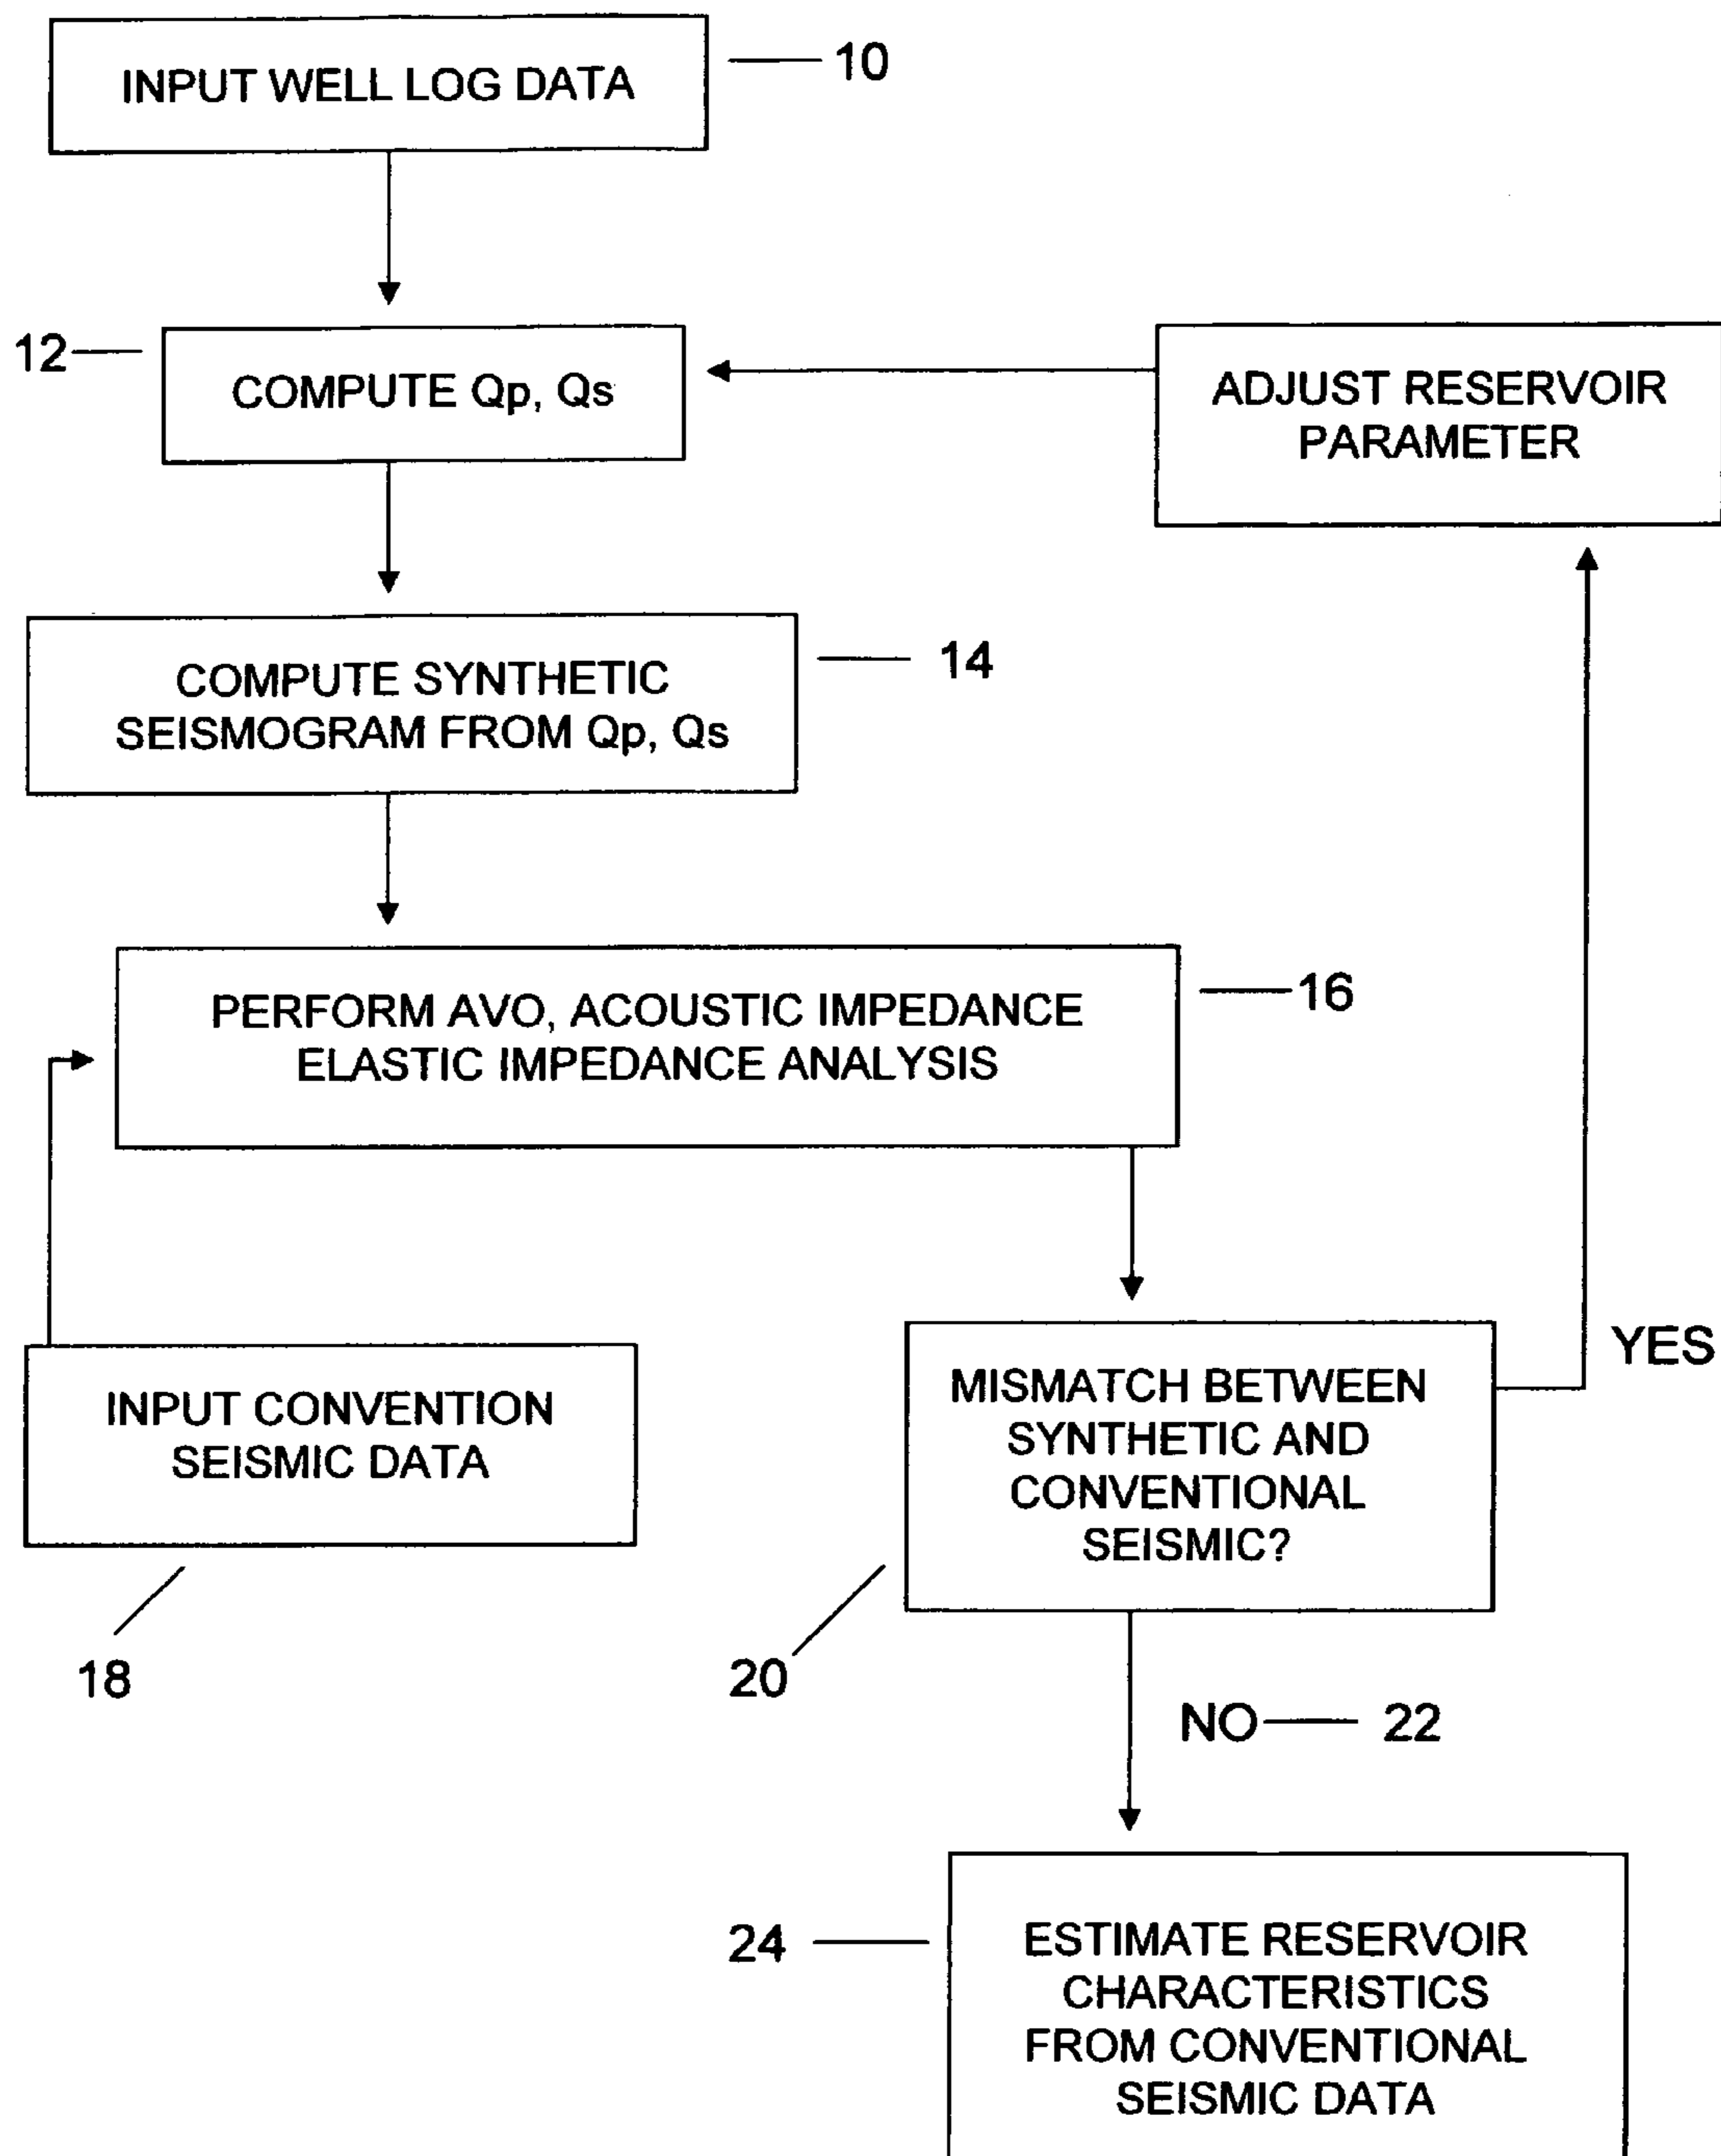 INPUT WELL LOG DATA
10
12
COMPUTE Qp, Qs
ADJUST RESERVOIR
PARAMETER
COMPUTE SYNTHETIC
SEISMOGRAM FROM Qp, Qs
14
PERFORM AVO, ACOUSTIC IMPEDANCE
ELASTIC IMPEDANCE ANALYSIS
16
INPUT CONVENTION
SEISMIC DATA
18
MISMATCH BETWEEN
SYNTHETIC AND
CONVENTIONAL
SEISMIC?
YES
20
NO
22
24
ESTIMATE RESERVOIR
CHARACTERISTICS
FROM CONVENTIONAL
SEISMIC DATA